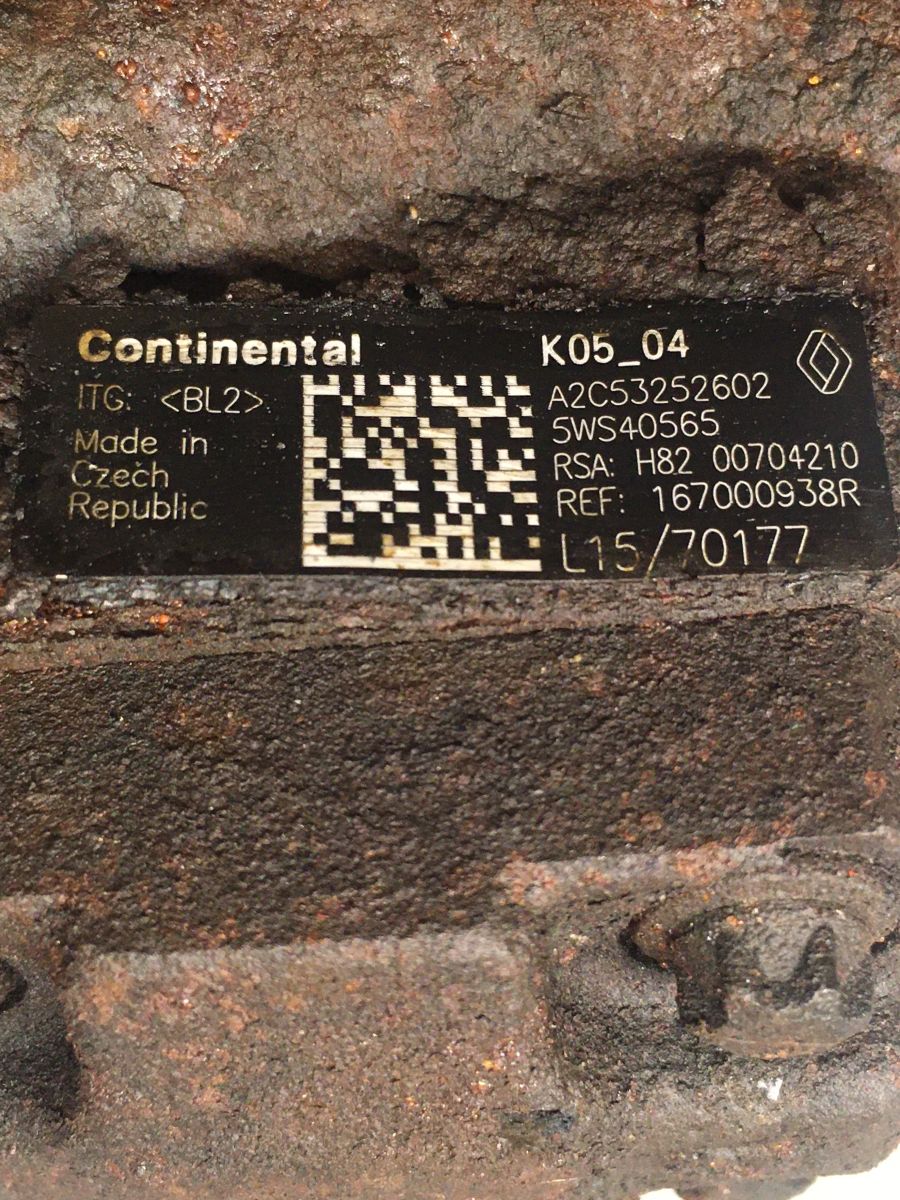 Continental
ITG: <BL2>
Made in
Czech
Republic
K05_04
A2C53252602
5WS40565
RSA: H82 00704210
REF: 167000938R
L15/70177